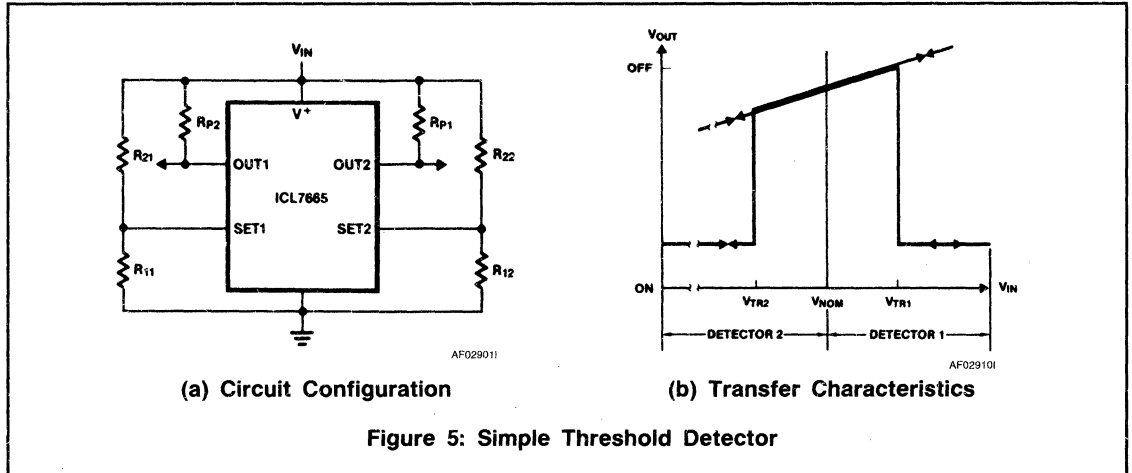 VIN
V+
RP2
RP1
R21
OUT1
OUT2
R22
ICL7665
SET1
SET2
R11
R12
AF02901I
(a) Circuit Configuration
VOUT
OFF
ON
VTR2
VNOM
VTR1
VIN
DETECTOR 2
DETECTOR 1
AF02910I
(b) Transfer Characteristics
Figure 5: Simple Threshold Detector